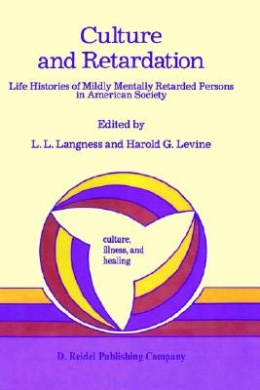 Culture
and Retardation
Life Histories of Mildly Mentally Retarded Persons
in American Society
Edited by
L. L. Langness and Harold G. Levine
culture,
illness, and
healing
D. Reidel Publishing Company